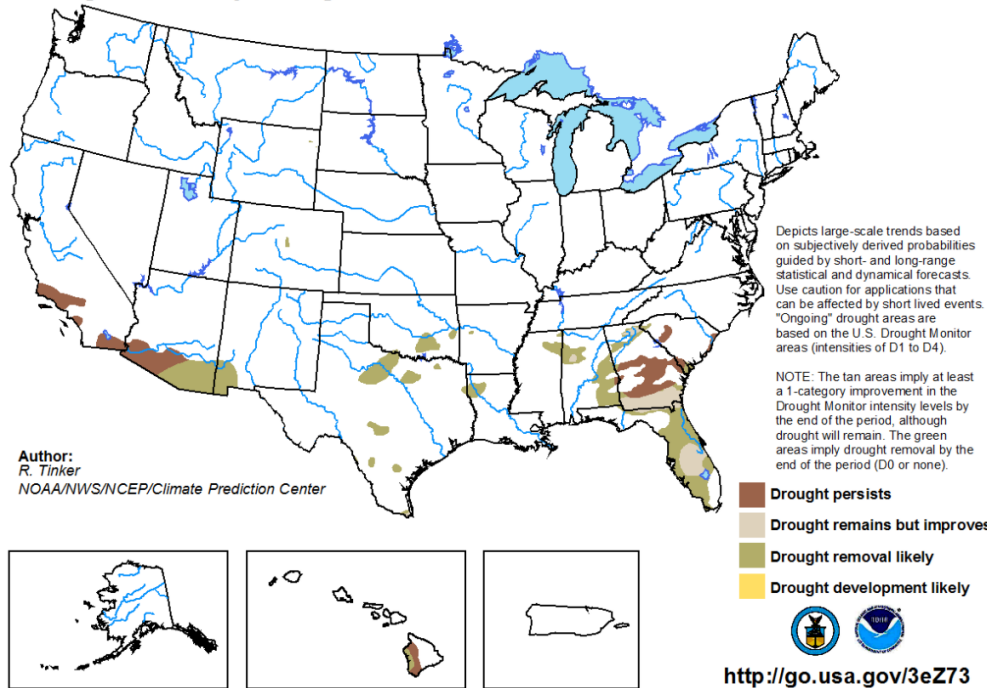 Depicts large-scale trends based
on subjectively derived probabilities
guided by short- and long-range
statistical and dynamical forecasts.
Use caution for applications that
can be affected by short lived events.
"Ongoing" drought areas are
based on the U.S. Drought Monitor
areas (intensities of D1 to D4).
NOTE: The tan areas imply at least
a 1-category improvement in the
Drought Monitor intensity levels by
the end of the period, although
drought will remain. The green
areas imply drought removal by the
end of the period (D0 or none).
Author:
R. Tinker
NOAA/NWS/NCEP/Climate Prediction Center
Drought persists
Drought remains but improves
Drought removal likely
Drought development likely
http://go.usa.gov/3eZ73